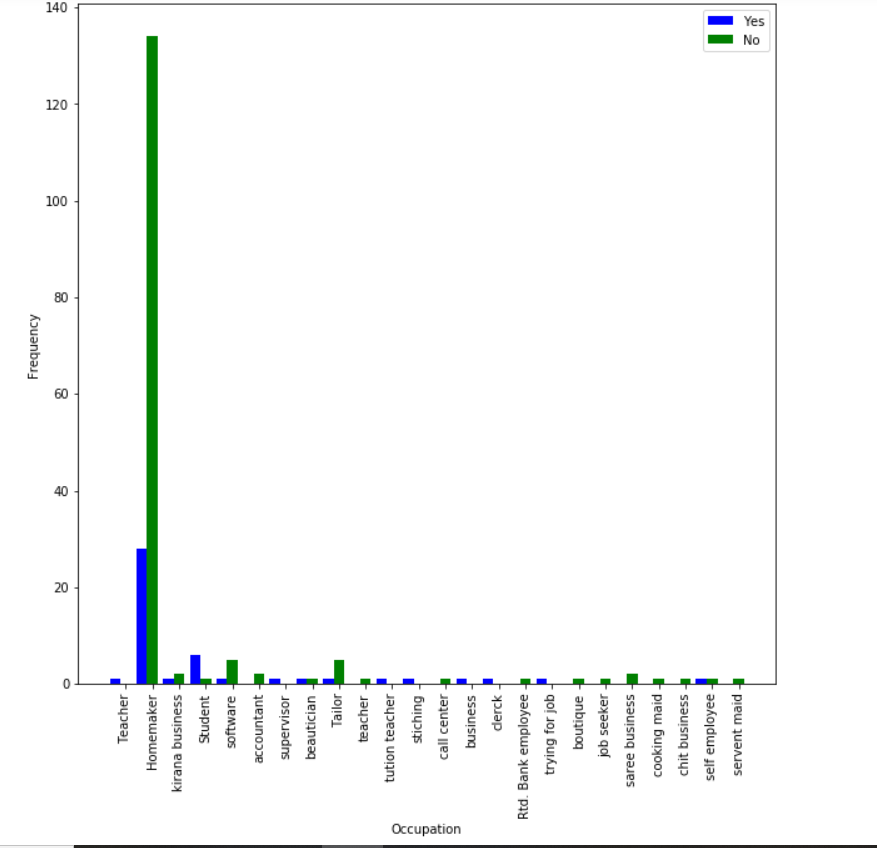 140
Yes
No
120
100
80
60
40
20
0
Frequency
Teacher
Homemaker
kirana business
Student
software
accountant
supervisor
beautician
Tailor
teacher
tution teacher
stiching
call center
business
clerck
Rtd. Bank employee
trying for job
boutique
job seeker
saree business
cooking maid
chit business
self employee
servent maid
Occupation